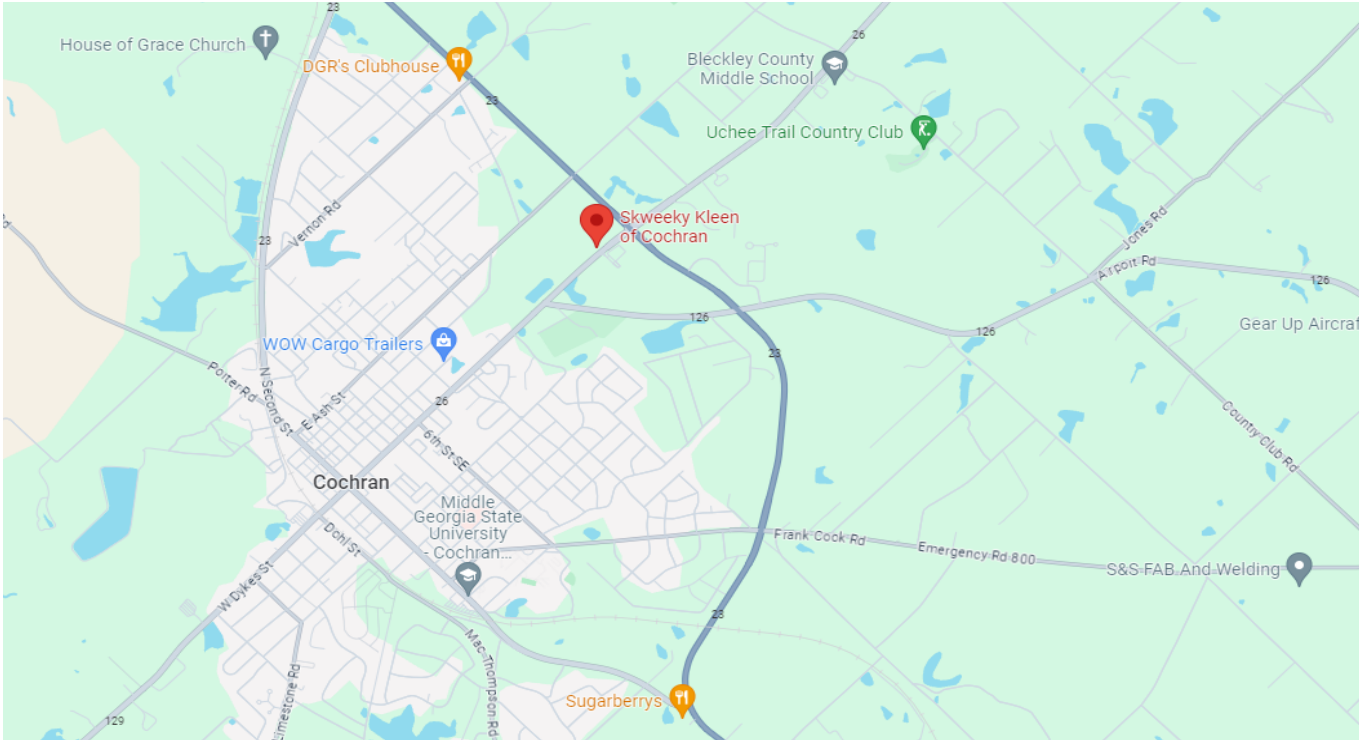 23
House of Grace Church
26
Bleckley County
Middle School
DGR's Clubhouse
23
Uchee Trail Country Club
Vernon Rd
Skweeky Kleen
of Cochran
Jones Rd
23
Airport Rd
126
126
126
Gear Up Aircraf
WOW Cargo Trailers
23
Porter Rd
N Second St
E Ash St
26
Country Club Rd
6th St SE
Cochran
Middle
Georgia State
University
- Cochran...
Dohl St
Frank Cook Rd
Emergency Rd 800
S&S FAB And Welding
W Dykes St
23
Mac Thompson Rd
Limestone Rd
Sugarberrys
129